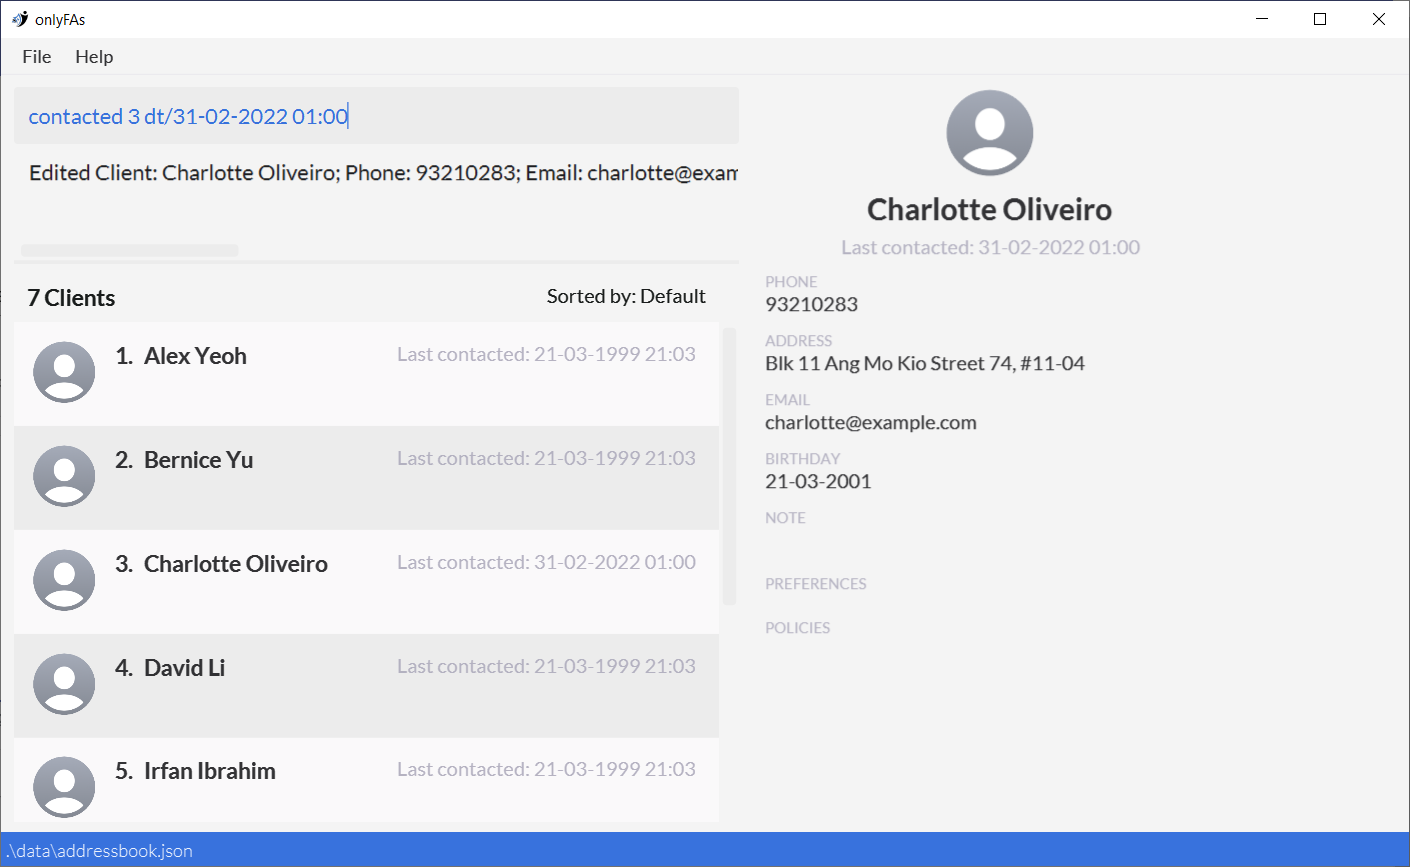 onlyFAs
File Help
contacted 3 dt/31-02-2022 01:00
Edited Client: Charlotte Oliveiro; Phone: 93210283; Email: charlotte@exam
7 Clients Sorted by: Default
1. Alex Yeoh Last contacted: 21-03-1999 21:03
2. Bernice Yu Last contacted: 21-03-1999 21:03
3. Charlotte Oliveiro Last contacted: 31-02-2022 01:00
4. David Li Last contacted: 21-03-1999 21:03
5. Irfan Ibrahim Last contacted: 21-03-1999 21:03
Charlotte Oliveiro
Last contacted: 31-02-2022 01:00
PHONE
93210283
ADDRESS
Blk 11 Ang Mo Kio Street 74, #11-04
EMAIL
charlotte@example.com
BIRTHDAY
21-03-2001
NOTE
PREFERENCES
POLICIES
.\data\addressbook.json